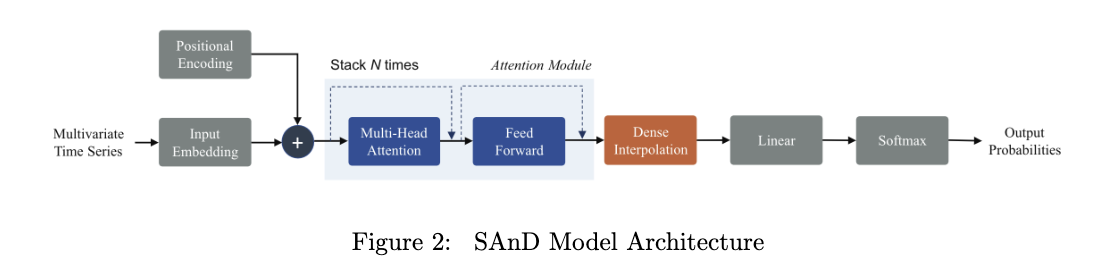 Positional
Encoding
Stack N times
Attention Module
Multivariate
Time Series
Input
Embedding
+
Multi-Head
Attention
Feed
Forward
Dense
Interpolation
Linear
Softmax
Output
Probabilities
Figure 2: SAnD Model Architecture